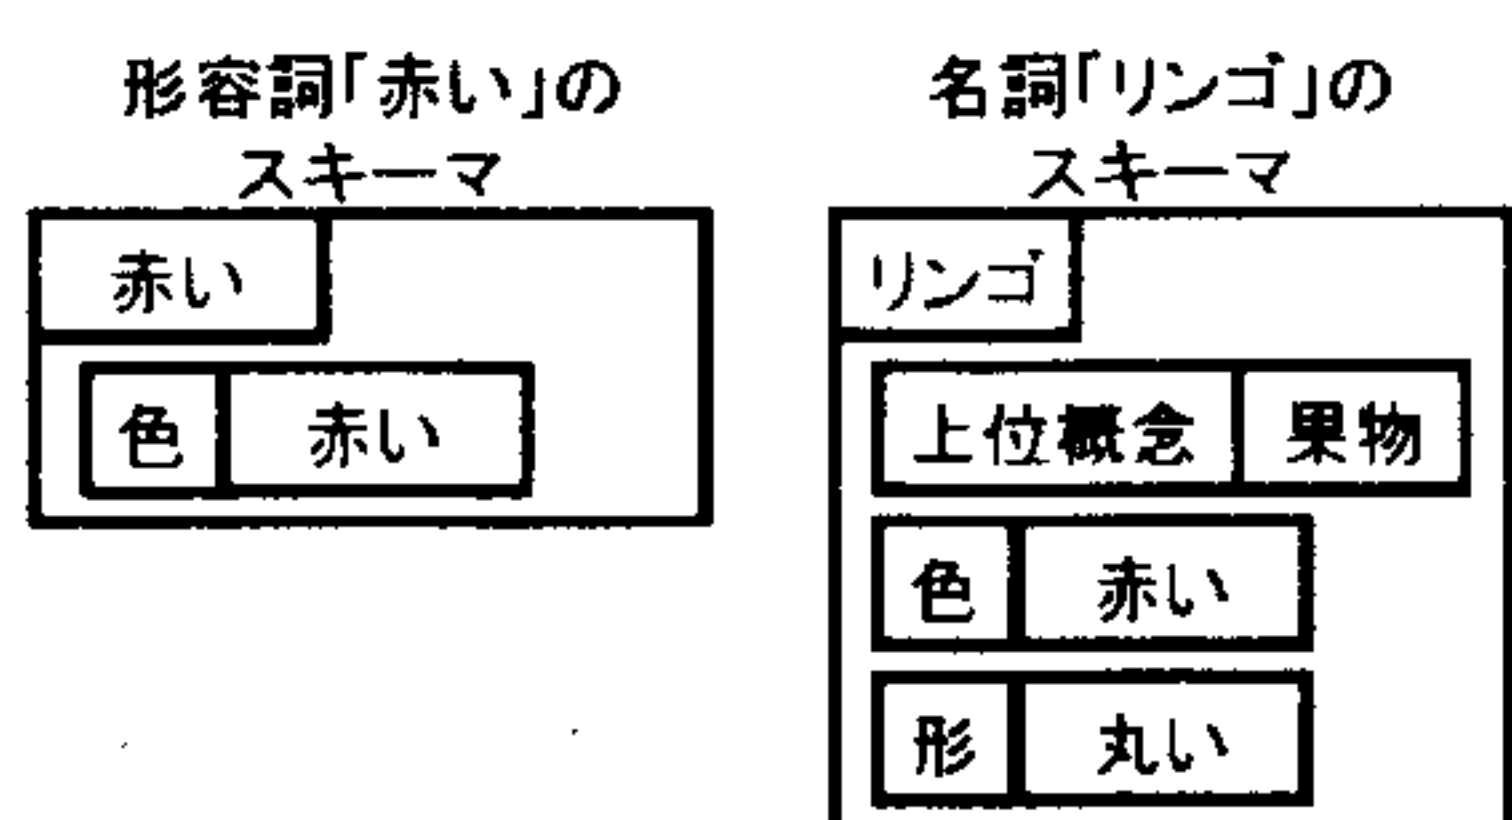 形容詞「赤い」の
スキーマ
赤い
色 赤い
名詞「リンゴ」の
スキーマ
リンゴ
上位概念 果物
色 赤い
形 丸い